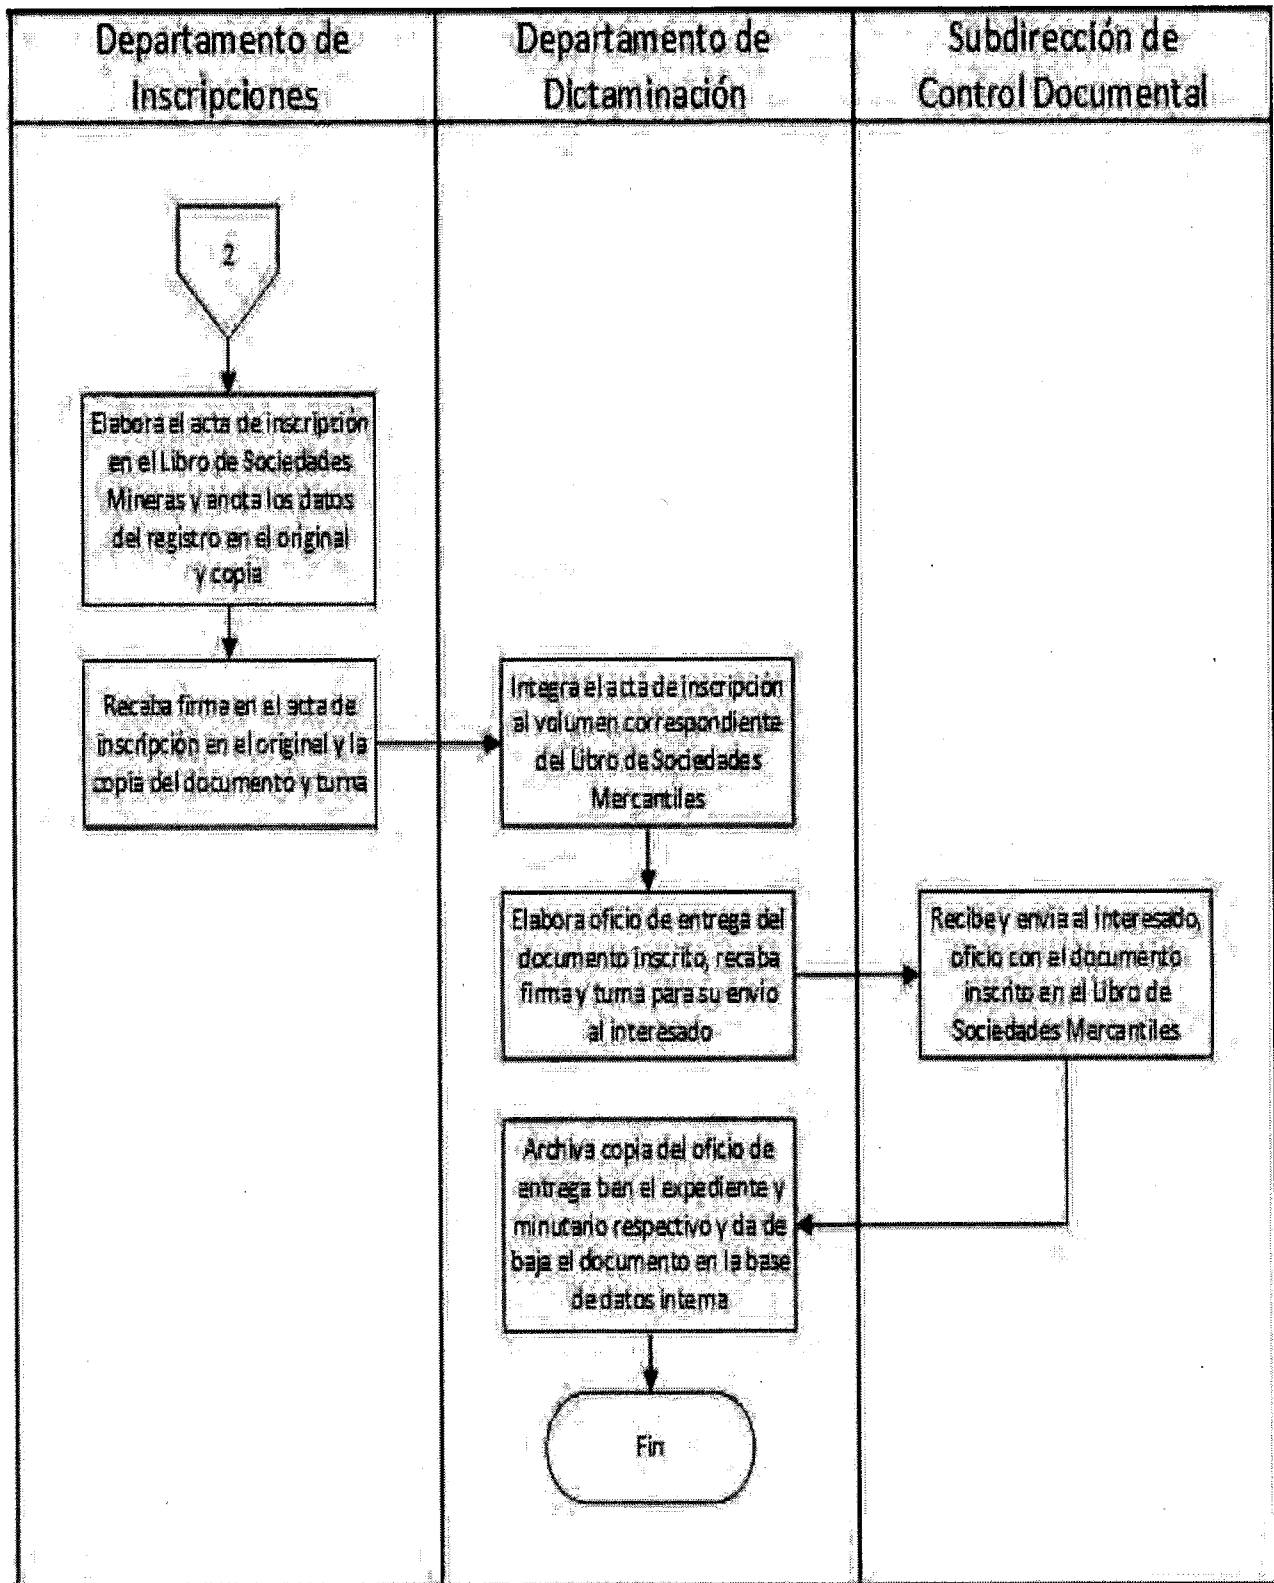 Departamento de
Inscripciones
Departamento de
Dictaminación
Subdirección de
Control Documental
2
Elabora el acta de inscripción
en el Libro de Sociedades
Mineras y anota los datos
del registro en el original
y copia
Recaba firma en el acta de
inscripción en el original y la
copia del documento y turna
Integra el acta de inscripción
al volumen correspondiente
del Libro de Sociedades
Mercantiles
Elabora oficio de entrega del
documento inscrito, recaba
firma y turna para su envío
al interesado
Recibe y envia al interesado,
oficio con el documento
inscrito en el Libro de
Sociedades Mercantiles
Archiva copia del oficio de
entrega ban el expediente y
minutario respectivo y da de
baja el documento en la base
de datos interna
Fin